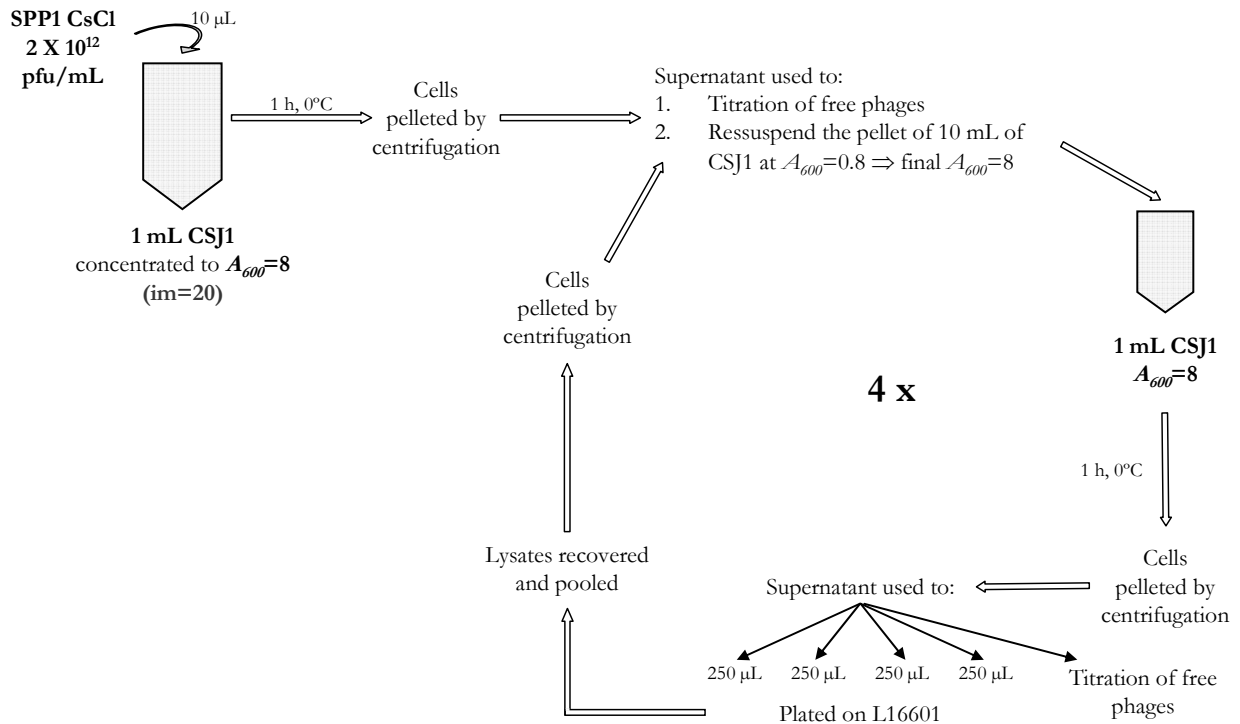 SPP1 CsCl
2 X 10¹²
pfu/mL
10 μL
1 mL CSJ1
concentrated to A₆₀₀=8
(im=20)
1 h, 0ºC
Cells
pelleted by
centrifugation
Supernatant used to:
1. Titration of free phages
2. Ressuspend the pellet of 10 mL of
CSJ1 at A₆₀₀=0.8 ⇒ final A₆₀₀=8
1 mL CSJ1
A₆₀₀=8
4 x
1 h, 0ºC
Cells
pelleted by
centrifugation
Supernatant used to:
250 μL 250 μL 250 μL 250 μL
Titration of free
phages
Plated on L16601
Lysates recovered
and pooled
Cells
pelleted by
centrifugation